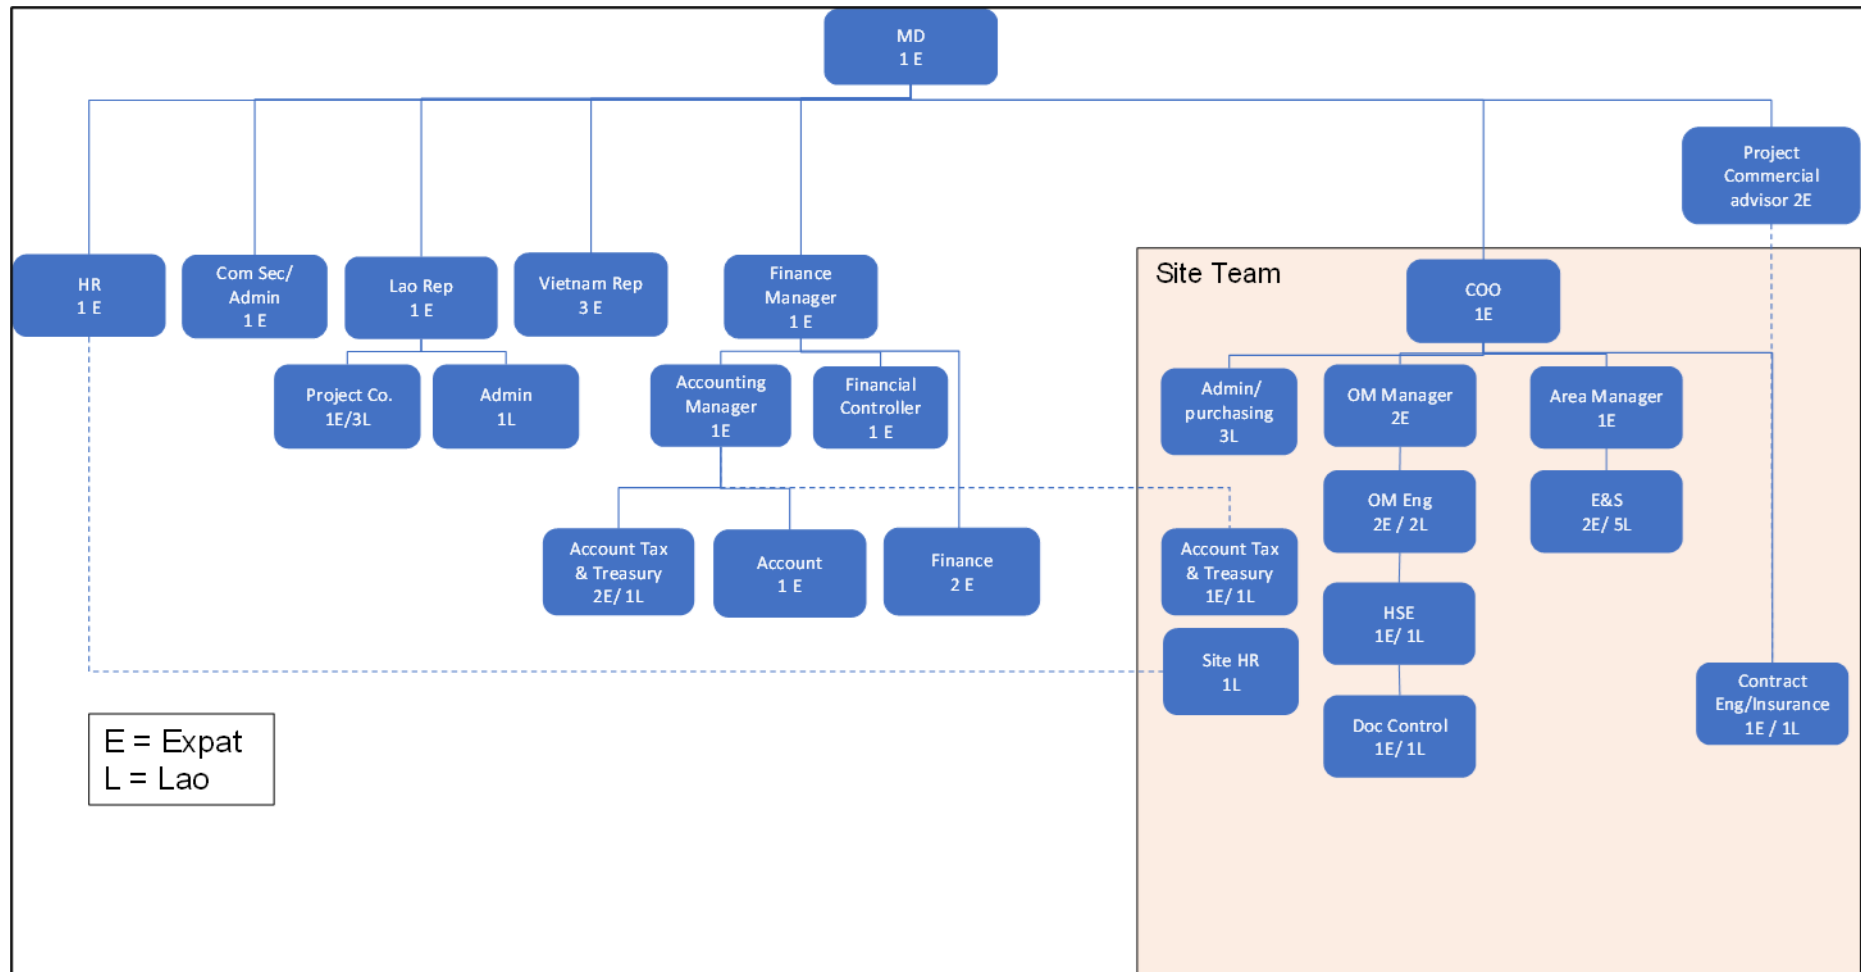 MD
1 E
Project
Commercial
advisor 2E
HR
1 E
Com Sec/
Admin
1 E
Lao Rep
1 E
Vietnam Rep
3 E
Finance
Manager
1 E
Site Team
COO
1E
Project Co.
1E/3L
Admin
1L
Accounting
Manager
1E
Financial
Controller
1 E
Admin/
purchasing
3L
OM Manager
2E
Area Manager
1E
Account Tax
& Treasury
2E/ 1L
Account
1 E
Finance
2 E
Account Tax
& Treasury
1E/ 1L
OM Eng
2E / 2L
E&S
2E/ 5L
HSE
1E/ 1L
Site HR
1L
Doc Control
1E/ 1L
Contract
Eng/Insurance
1E / 1L
E = Expat
L = Lao